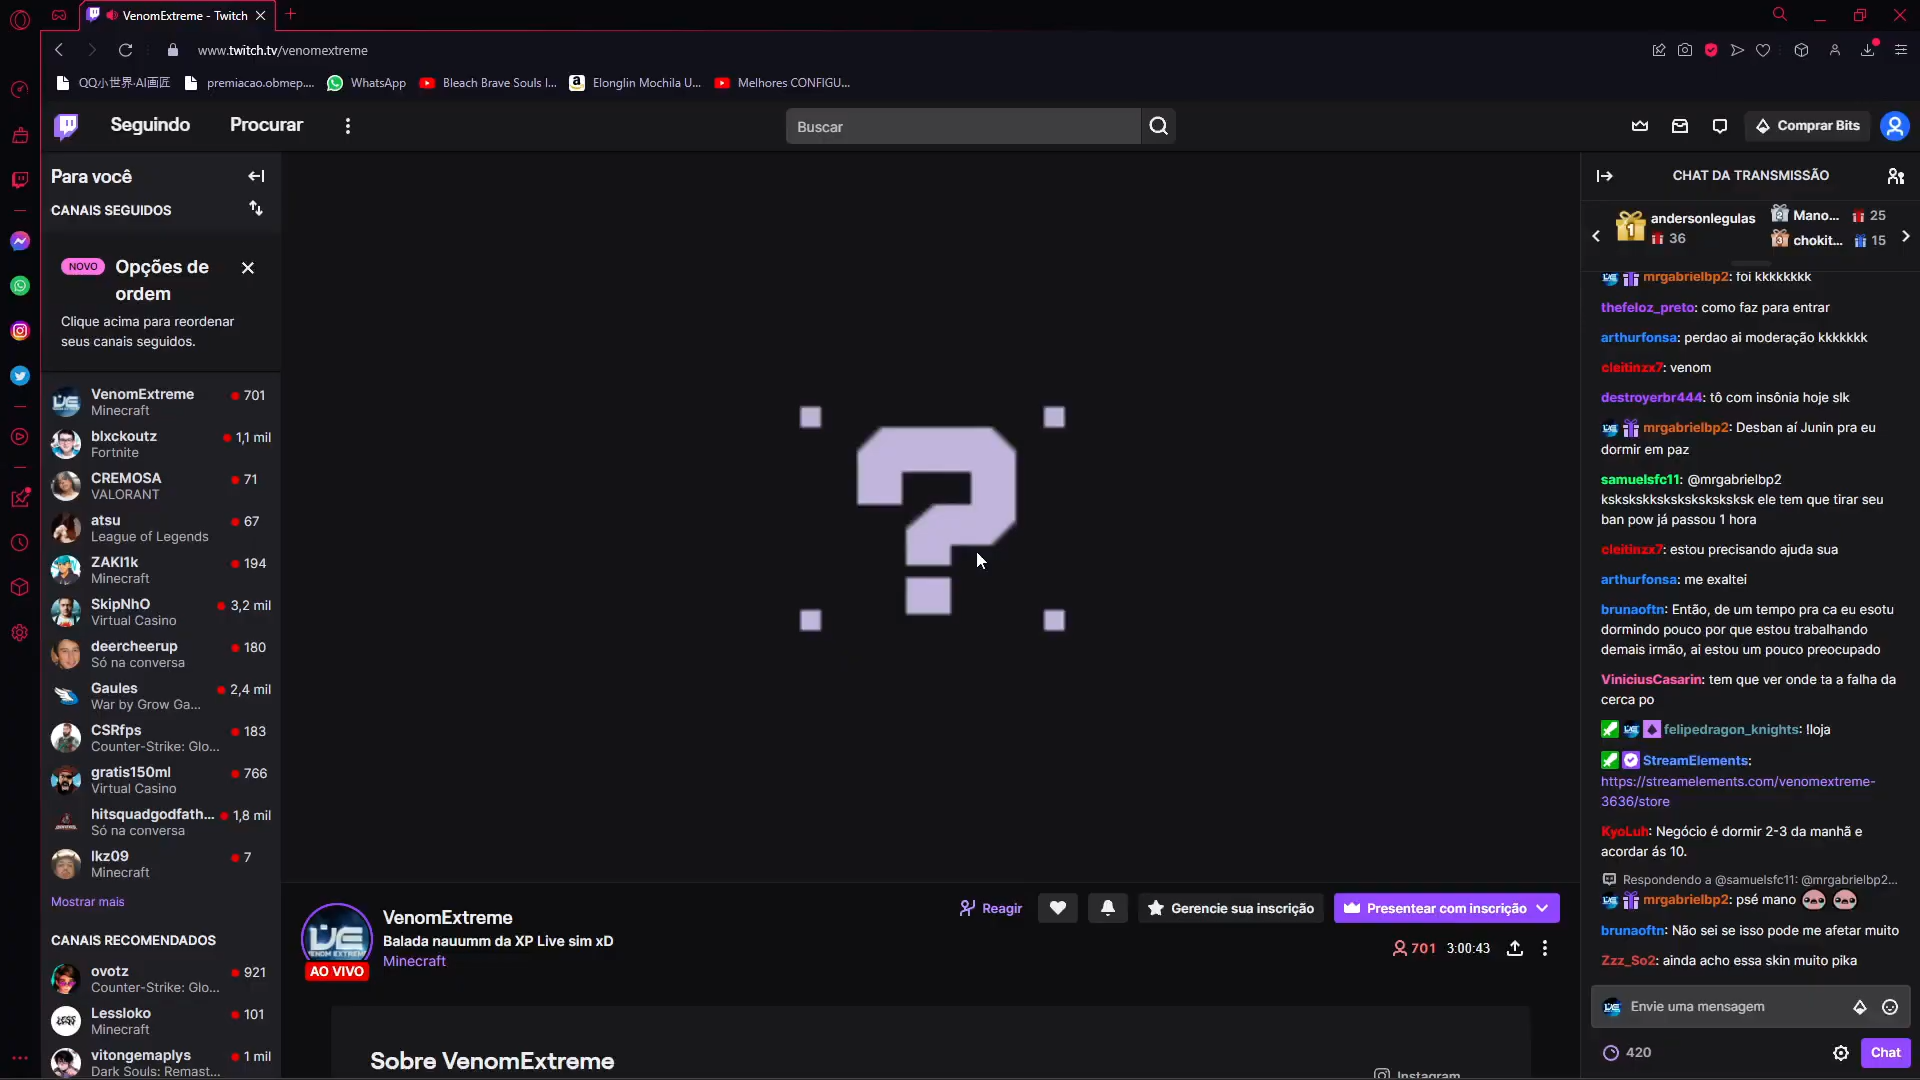 VenomExtreme - Twitch
www.twitch.tv/venomextreme
QQ小世界·AI画匠
premiacao.obmep....
WhatsApp
Bleach Brave Souls I...
Elonglin Mochila U...
Melhores CONFIGU...
Seguindo
Procurar
Buscar
Comprar Bits
Para você
CANAIS SEGUIDOS
NOVO
Opções de
ordem
Clique acima para reordenar
seus canais seguidos.
VenomExtreme 701
Minecraft
blxckoutz 1,1 mil
Fortnite
CREMOSA 71
VALORANT
atsu 67
League of Legends
ZAKI1k 194
Minecraft
SkipNhO 3,2 mil
Virtual Casino
deercheerup 180
Só na conversa
Gaules 2,4 mil
War by Grow Ga...
CSRfps 183
Counter-Strike: Glo...
gratis150ml 766
Virtual Casino
hitsquadgodfath... 1,8 mil
Só na conversa
lkz09 7
Minecraft
Mostrar mais
CANAIS RECOMENDADOS
ovotz 921
Counter-Strike: Glo...
Lessloko 101
Minecraft
vitongemaplys 1 mil
Dark Souls: Remast...
?
VenomExtreme
Balada nauumm da XP Live sim xD
Minecraft
AO VIVO
Reagir
Gerencie sua inscrição
Presentear com inscrição
701 3:00:43
Sobre VenomExtreme
Instagram
CHAT DA TRANSMISSÃO
1 andersonlegulas
36
2 Mano... 25
3 chokit... 15
mrgabrielbp2: foi kkkkkkkk
thefeloz_preto: como faz para entrar
arthurfonsa: perdao ai moderação kkkkkkk
cleitinzx7: venom
destroyerbr444: tô com insônia hoje slk
mrgabrielbp2: Desban aí Junin pra eu
dormir em paz
samuelsfc11: @mrgabrielbp2
kskskskksksksksksksk ele tem que tirar seu
ban pow já passou 1 hora
cleitinzx7: estou precisando ajuda sua
arthurfonsa: me exaltei
brunaoftn: Então, de um tempo pra ca eu esotu
dormindo pouco por que estou trabalhando
demais irmão, ai estou um pouco preocupado
ViniciusCasarin: tem que ver onde ta a falha da
cerca po
felipedragon_knights: !loja
StreamElements:
https://streamelements.com/venomextreme-
3636/store
KyoLuh: Negócio é dormir 2-3 da manhã e
acordar ás 10.
Respondendo a @samuelsfc11: @mrgabrielbp2...
mrgabrielbp2: psé mano
brunaoftn: Não sei se isso pode me afetar muito
Zzz_So2: ainda acho essa skin muito pika
Envie uma mensagem
420
Chat